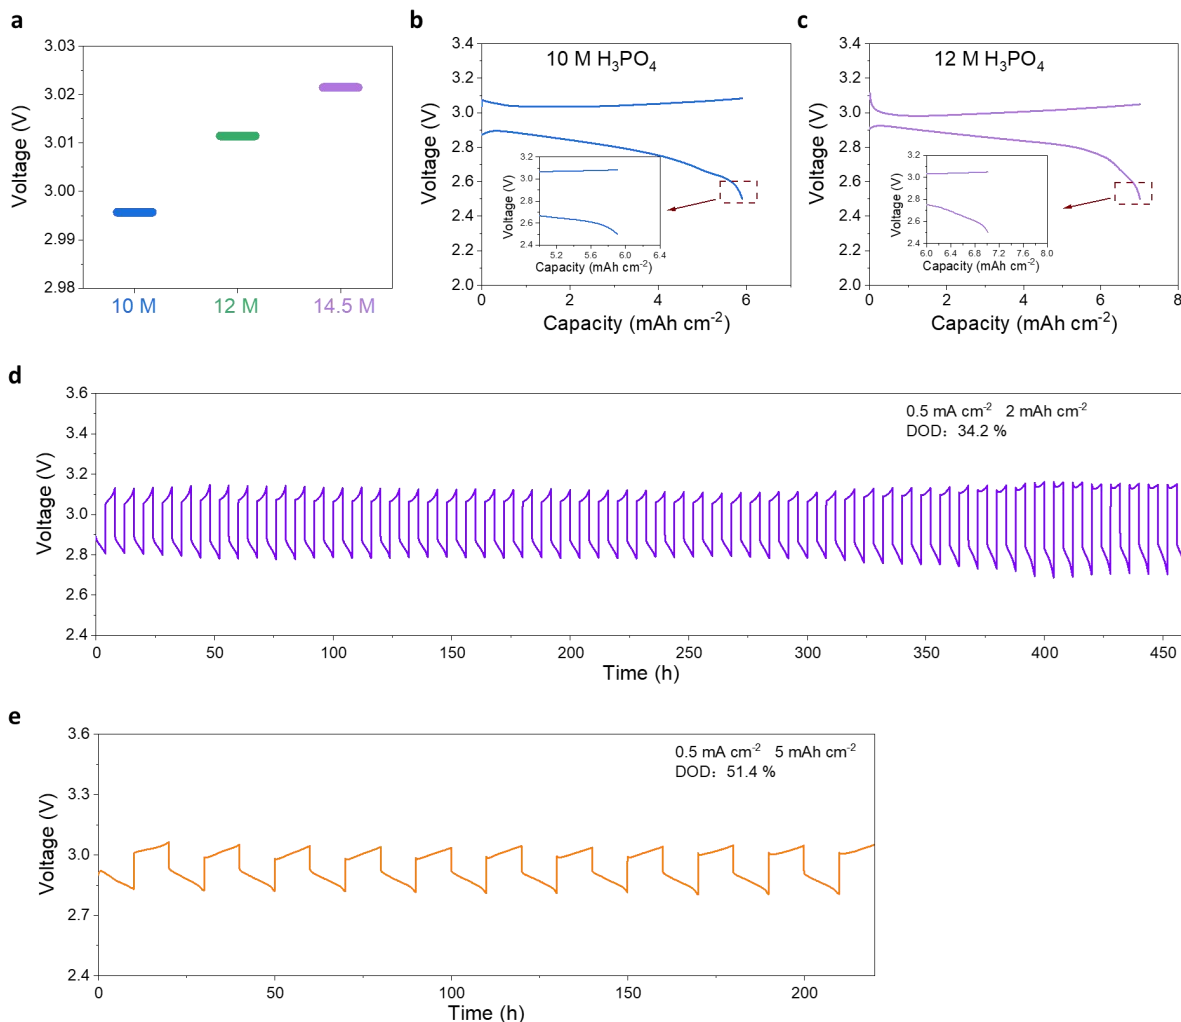 a
3.03
3.02
3.01
3.00
2.99
2.98
Voltage (V)
10 M
12 M
14.5 M
b
10 M H₃PO₄
3.4
3.2
3.0
2.8
2.6
2.4
2.2
2.0
Voltage (V)
0
2
4
6
Capacity (mAh cm⁻²)
3.2
3.0
2.8
2.6
2.4
Voltage (V)
5.2
5.6
6.0
6.4
Capacity (mAh cm⁻²)
c
12 M H₃PO₄
3.4
3.2
3.0
2.8
2.6
2.4
2.2
2.0
Voltage (V)
0
2
4
6
8
Capacity (mAh cm⁻²)
3.2
3.0
2.8
2.6
2.4
Voltage (V)
6.0
6.4
6.8
7.2
7.6
8.0
Capacity (mAh cm⁻²)
d
0.5 mA cm⁻² 2 mAh cm⁻²
DOD：34.2 %
3.6
3.4
3.2
3.0
2.8
2.6
2.4
Voltage (V)
0
50
100
150
200
250
300
350
400
450
Time (h)
e
0.5 mA cm⁻² 5 mAh cm⁻²
DOD：51.4 %
3.6
3.3
3.0
2.7
2.4
Voltage (V)
0
50
100
150
200
Time (h)